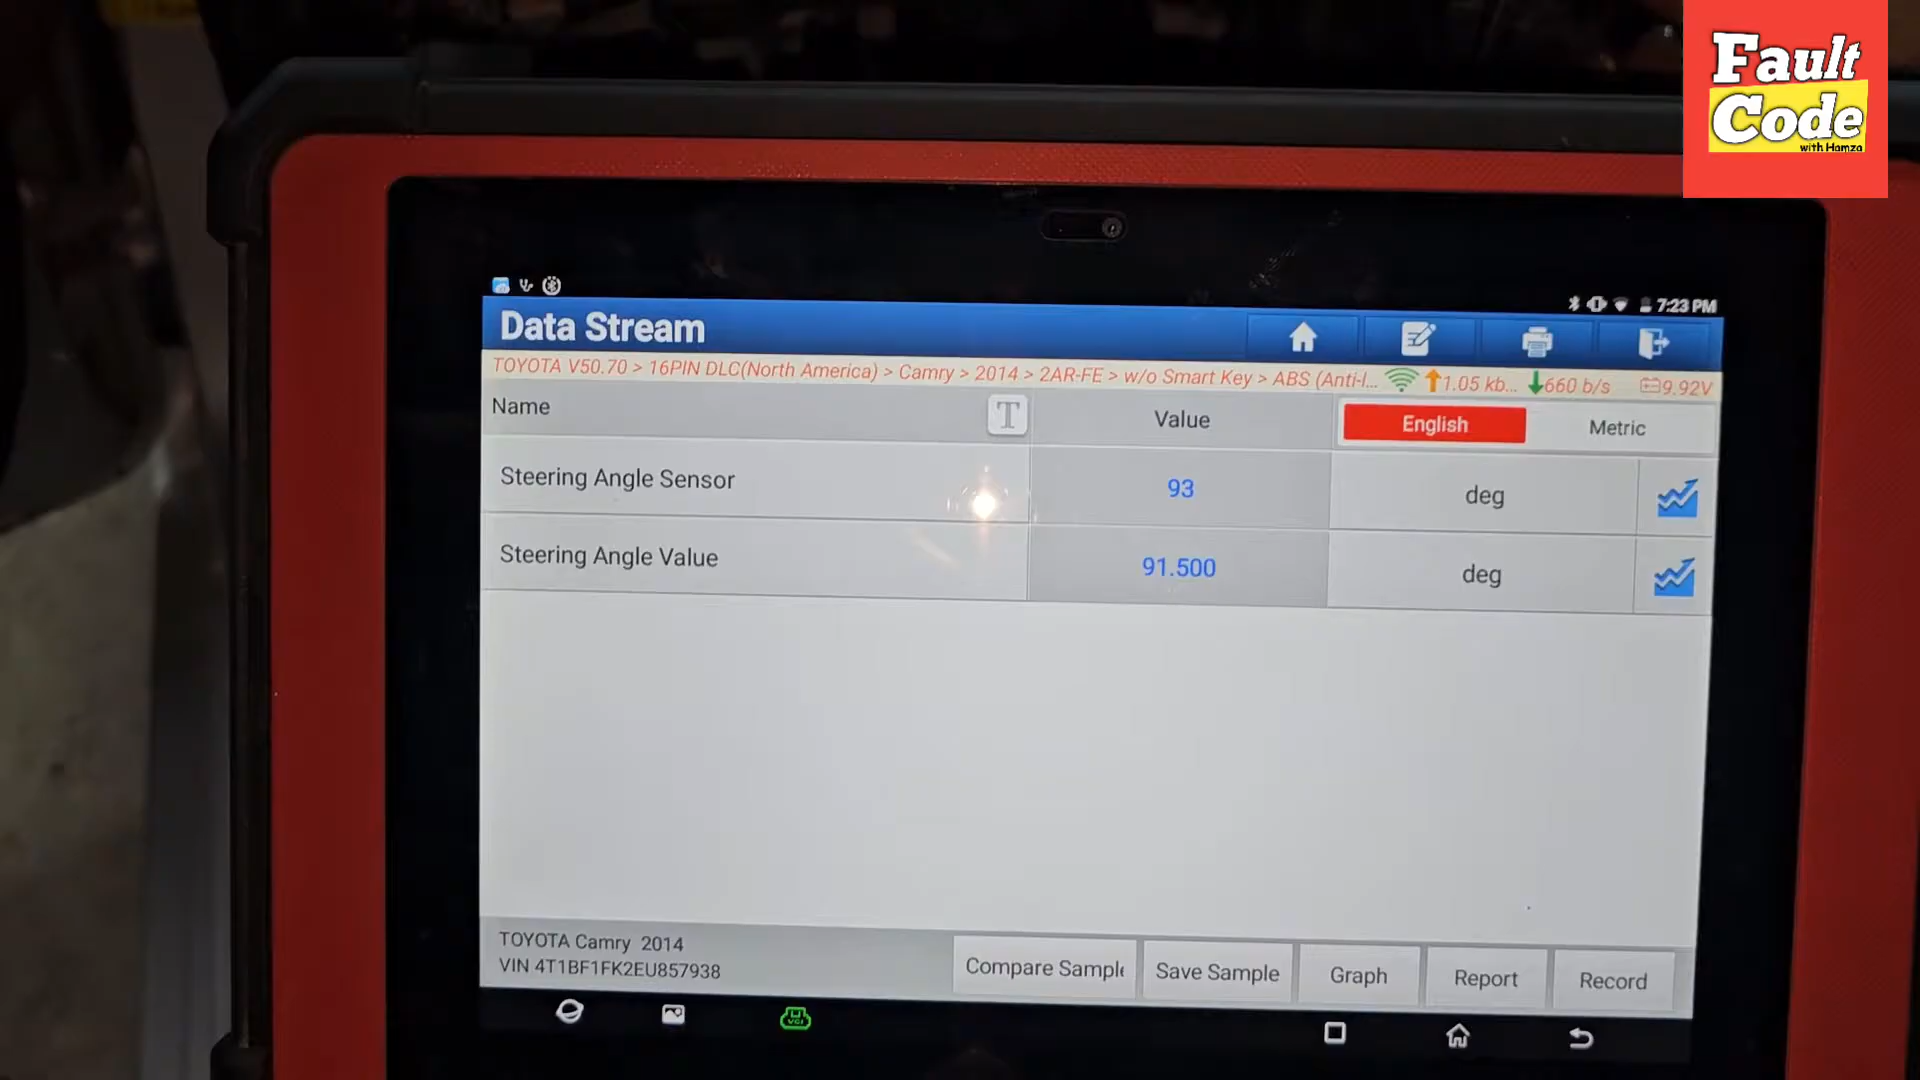 Fault
Code
with Hamza
7:23 PM
Data Stream
TOYOTA V50.70 > 16PIN DLC(North America) > Camry > 2014 > 2AR-FE > w/o Smart Key > ABS (Anti-l... 1.05 kb... 660 b/s 9.92V
Name T Value English Metric
Steering Angle Sensor 93 deg
Steering Angle Value 91.500 deg
TOYOTA Camry 2014
VIN 4T1BF1FK2EU857938
Compare Sample Save Sample Graph Report Record
VCI